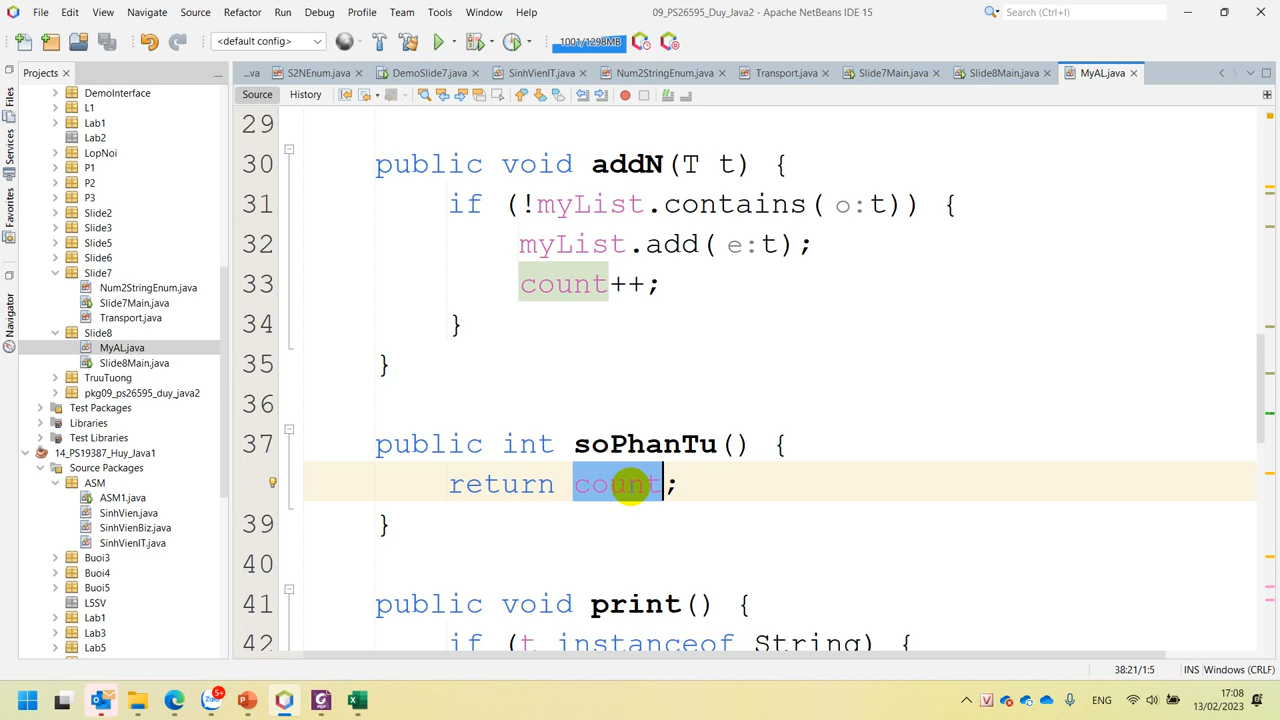 File Edit View Navigate Source Refactor Run Debug Profile Team Tools Window Help
09_PS26595_Duy_Java2 - Apache NetBeans IDE 15
Search (Ctrl+I)
<default config>
1001/1298MB
Projects
...va S2NEnum.java DemoSlide7.java SinhVienIT.java Num2StringEnum.java Transport.java Slide7Main.java Slide8Main.java MyAL.java
Source History
Files
Services
Favorites
Navigator
DemoInterface
L1
Lab1
Lab2
LopNoi
P1
P2
P3
Slide2
Slide3
Slide5
Slide6
Slide7
Num2StringEnum.java
Slide7Main.java
Transport.java
Slide8
MyAL.java
Slide8Main.java
TruuTuong
pkg09_ps26595_duy_java2
Test Packages
Libraries
Test Libraries
14_PS19387_Huy_Java1
Source Packages
ASM
ASM1.java
SinhVien.java
SinhVienBiz.java
SinhVienIT.java
Buoi3
Buoi4
Buoi5
L5SV
Lab1
Lab3
Lab5
29
30 public void addN(T t) {
31 if (!myList.contains( o:t)) {
32 myList.add( e:t);
33 count++;
34 }
35 }
36
37 public int soPhanTu() {
return count;
39 }
40
41 public void print() {
42 if (t instanceof String) {
38:21/1:5 INS Windows (CRLF)
5+
Zalo
ENG
17:08
13/02/2023